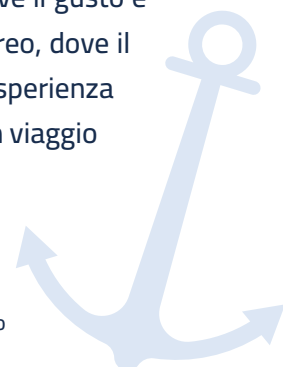 ve il gusto è
reo, dove il
sperienza
viaggio